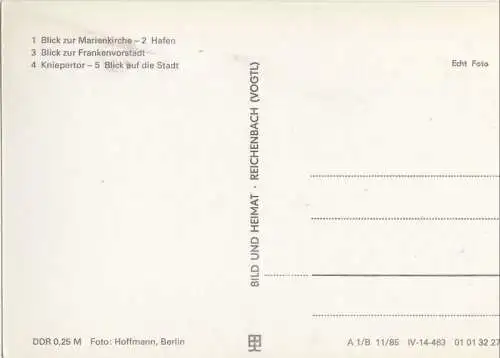 1 Blick zur Marienkirche – 2 Hafen
3 Blick zur Frankenvorstadt
4 Kniepertor – 5 Blick auf die Stadt
Echt Foto
BILD UND HEIMAT · REICHENBACH (VOGTL)
DDR 0,25 M Foto: Hoffmann, Berlin
A 1/B 11/85 IV-14-463 01 01 32 27